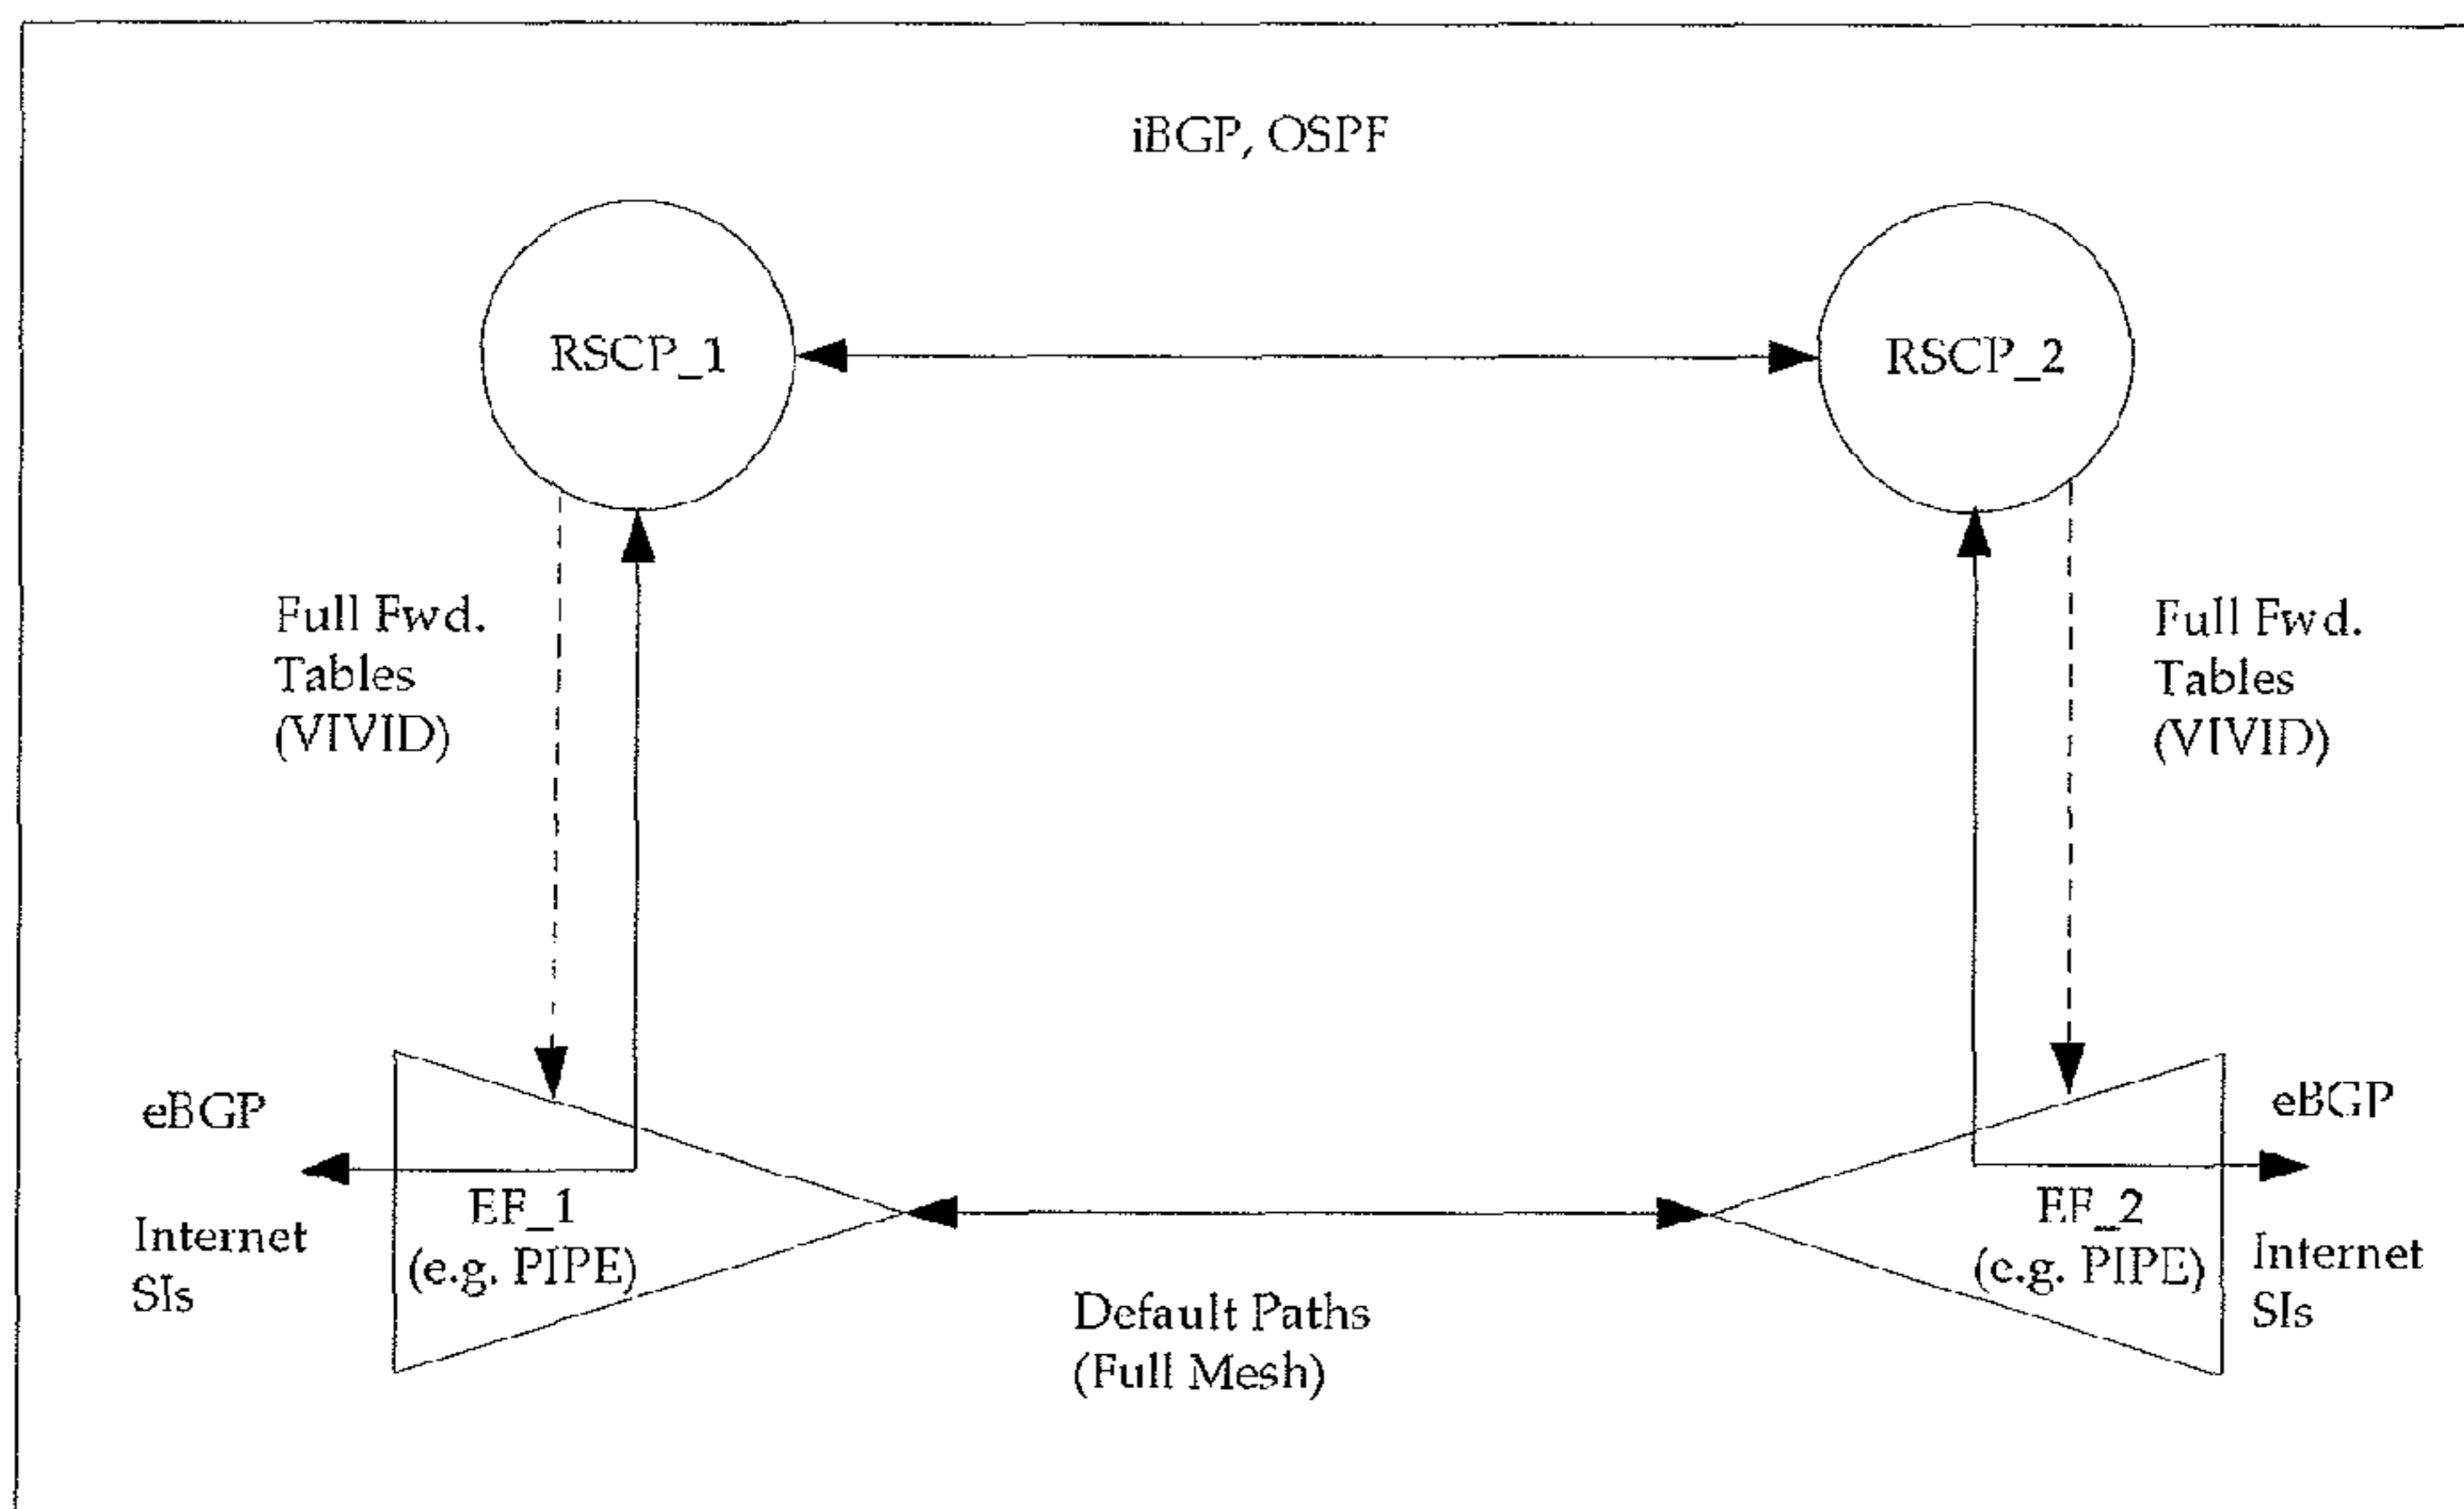 iBGP, OSPF
RSCP_1
RSCP_2
Full Fwd.
Tables
(VIVID)
Full Fwd.
Tables
(VIVID)
eBGP
Internet
SIs
EF_1
(e.g. PIPE)
Default Paths
(Full Mesh)
EF_2
(e.g. PIPE)
eBGP
Internet
SIs